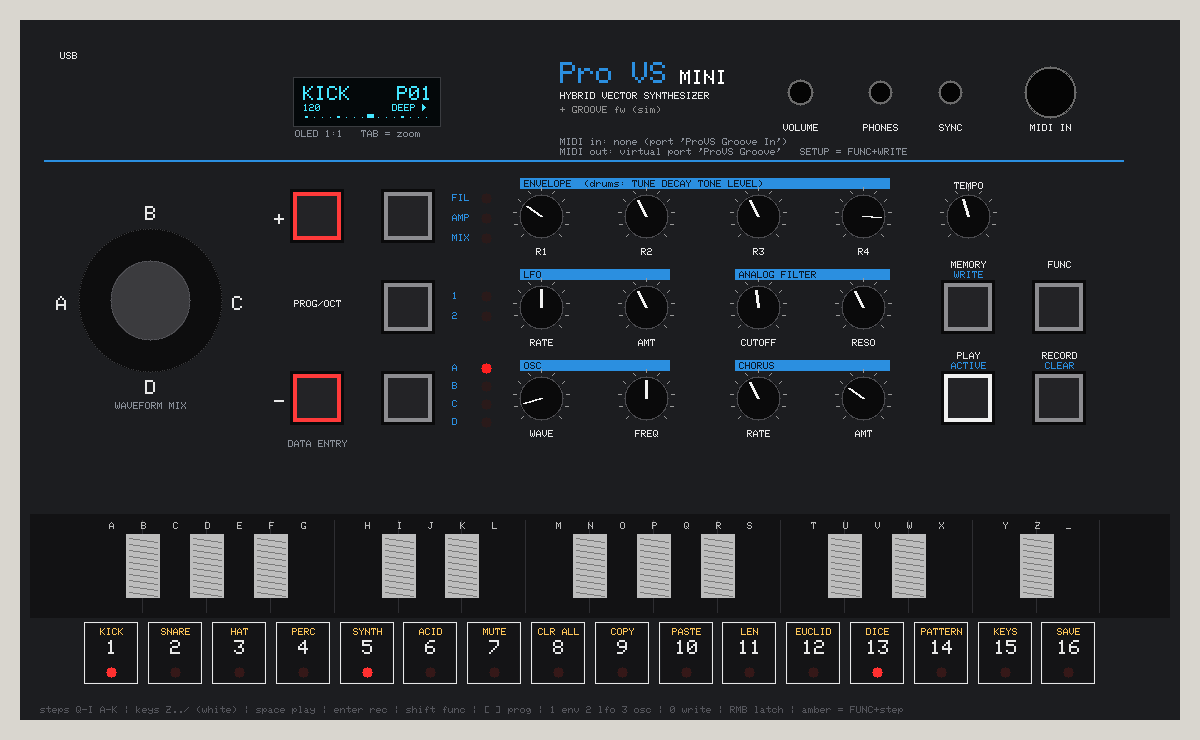 USB
KICK P01
120 DEEP
OLED 1:1 TAB = zoom
Pro VS MINI
HYBRID VECTOR SYNTHESIZER
+ GROOVE fw (sim)
MIDI in: none (port 'ProVS Groove In')
MIDI out: virtual port 'ProVS Groove' SETUP = FUNC+WRITE
VOLUME PHONES SYNC MIDI IN
ENVELOPE (drums: TUNE DECAY TONE LEVEL)
TEMPO
FIL
AMP
MIX
+
B
R1 R2 R3 R4
MEMORY FUNC
WRITE
LFO ANALOG FILTER
A C
PROG/OCT
1
2
RATE AMT CUTOFF RESO
PLAY RECORD
ACTIVE CLEAR
OSC CHORUS
A
B
C
D
D
WAVEFORM MIX
−
WAVE FREQ RATE AMT
DATA ENTRY
A B C D E F G H I J K L M N O P Q R S T U V W X Y Z _
KICK SNARE HAT PERC SYNTH ACID MUTE CLR ALL COPY PASTE LEN EUCLID DICE PATTERN KEYS SAVE
1 2 3 4 5 6 7 8 9 10 11 12 13 14 15 16
steps Q-I A-K ¦ keys Z../ (white) ¦ space play ¦ enter rec ¦ shift func ¦ [ ] prog ¦ 1 env 2 lfo 3 osc ¦ 0 write ¦ RMB latch ¦ amber = FUNC+step